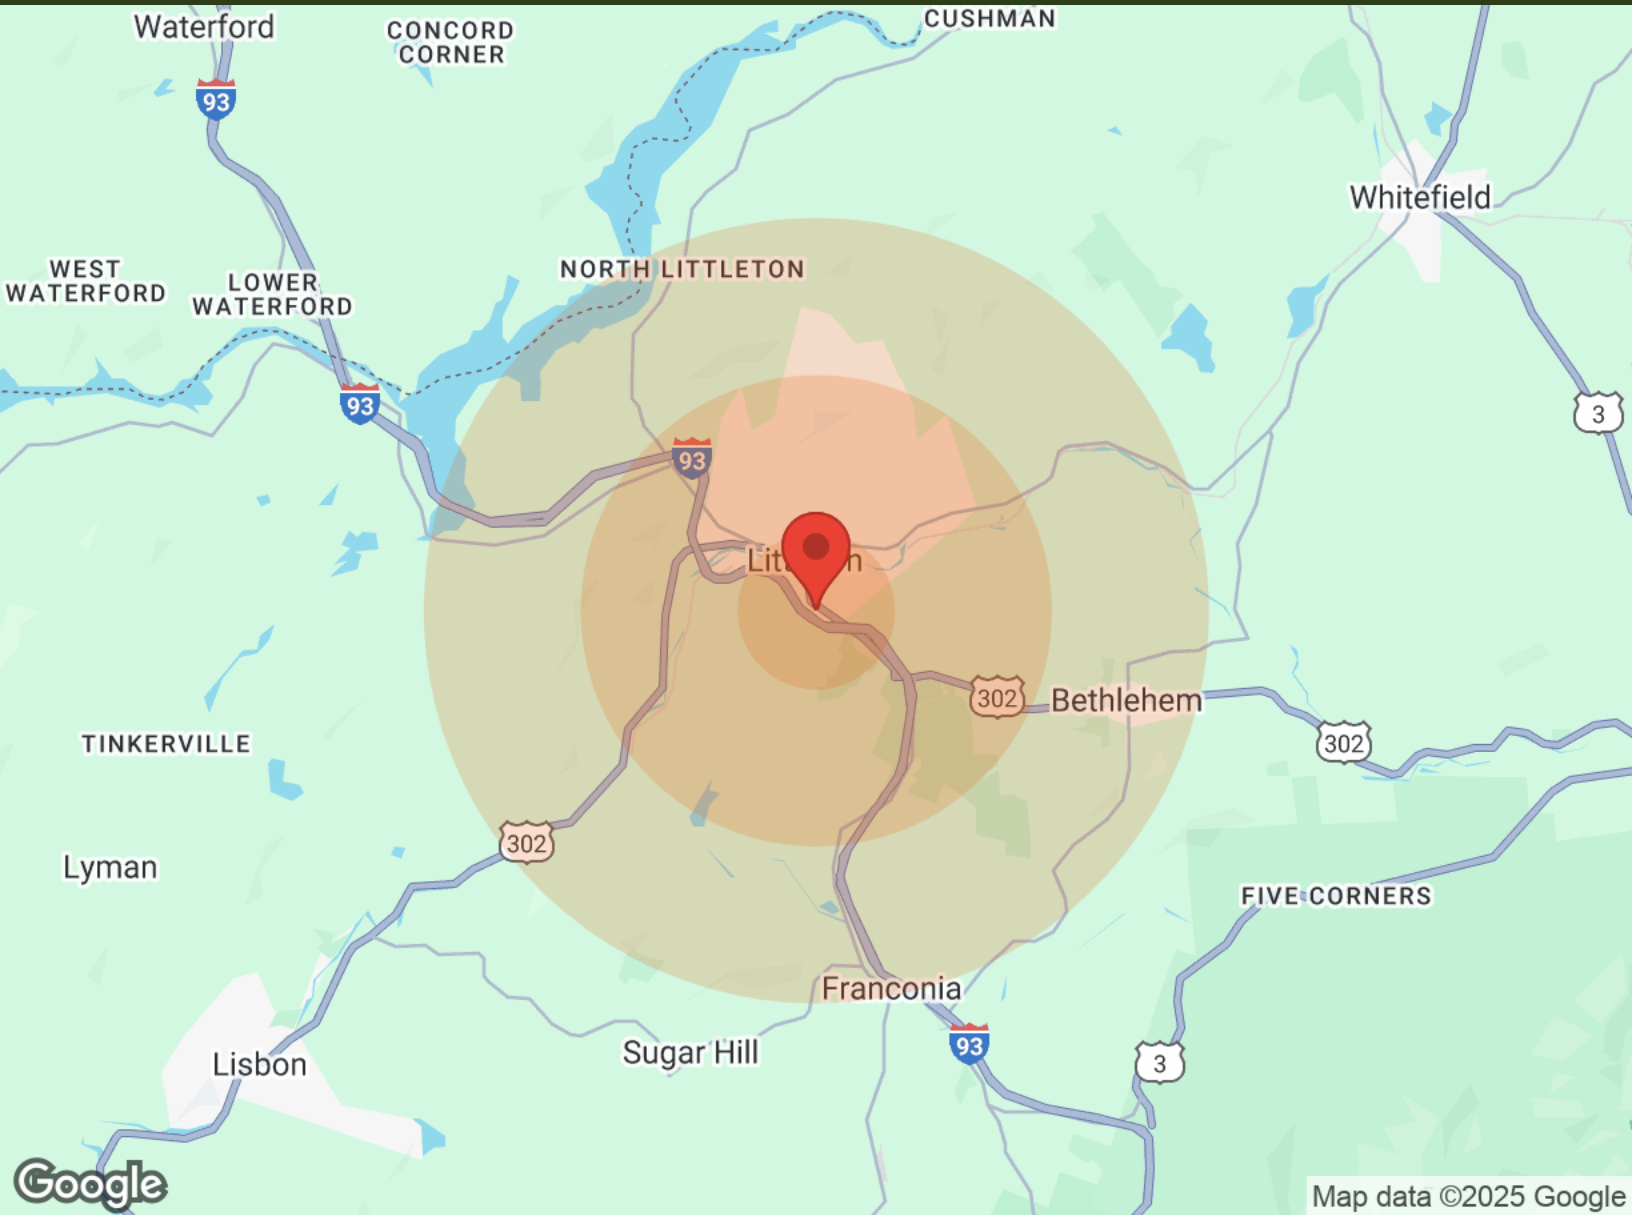 Waterford
CONCORD
CORNER
CUSHMAN
93
Whitefield
WEST
WATERFORD
LOWER
WATERFORD
NORTH LITTLETON
93
3
93
302
Bethlehem
302
TINKERVILLE
302
Lyman
FIVE CORNERS
Franconia
Sugar Hill
93
3
Lisbon
Google
Map data ©2025 Google